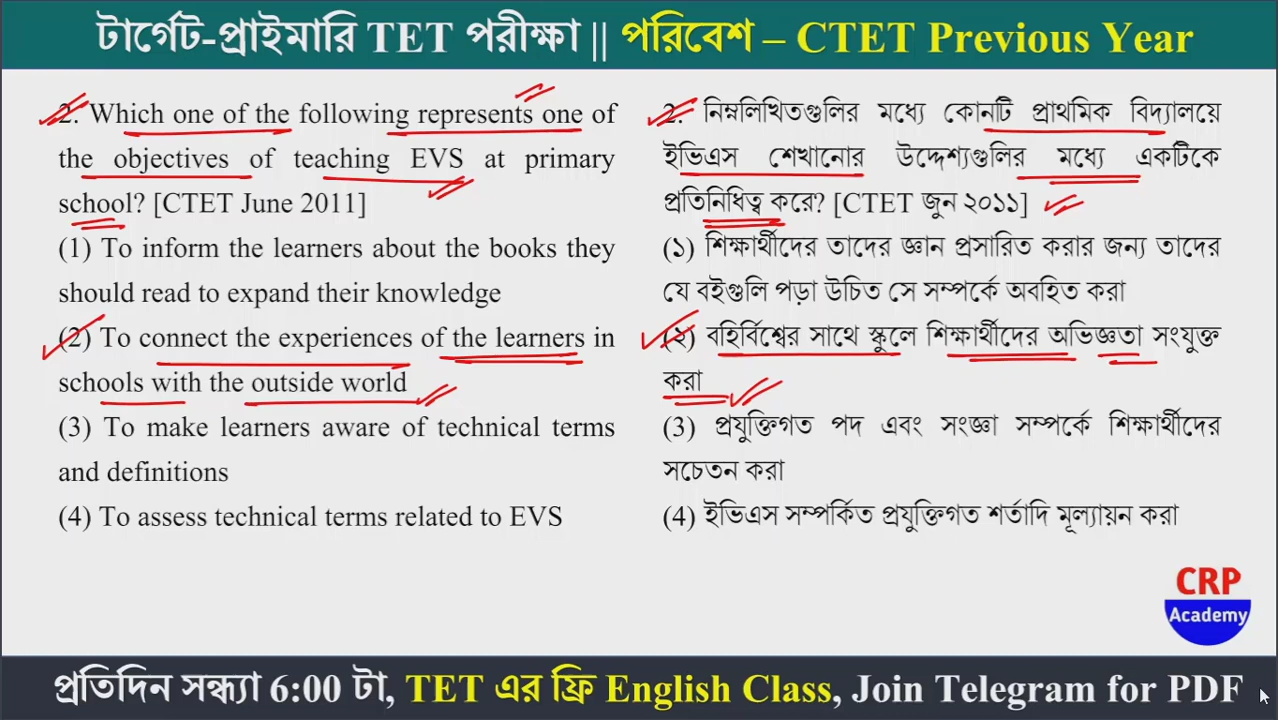 টার্গেট-প্রাইমারি TET পরীক্ষা || পরিবেশ – CTET Previous Year
2. Which one of the following represents one of
the objectives of teaching EVS at primary
school? [CTET June 2011]
(1) To inform the learners about the books they
should read to expand their knowledge
(2) To connect the experiences of the learners in
schools with the outside world
(3) To make learners aware of technical terms
and definitions
(4) To assess technical terms related to EVS
2. নিম্নলিখিতগুলির মধ্যে কোনটি প্রাথমিক বিদ্যালয়ে
ইভিএস শেখানোর উদ্দেশ্যগুলির মধ্যে একটিকে
প্রতিনিধিত্ব করে? [CTET জুন ২০১১]
(১) শিক্ষার্থীদের তাদের জ্ঞান প্রসারিত করার জন্য তাদের
যে বইগুলি পড়া উচিত সে সম্পর্কে অবহিত করা
(২) বহির্বিশ্বের সাথে স্কুলে শিক্ষার্থীদের অভিজ্ঞতা সংযুক্ত
করা
(3) প্রযুক্তিগত পদ এবং সংজ্ঞা সম্পর্কে শিক্ষার্থীদের
সচেতন করা
(4) ইভিএস সম্পর্কিত প্রযুক্তিগত শর্তাদি মূল্যায়ন করা
CRP
Academy
প্রতিদিন সন্ধ্যা 6:00 টা, TET এর ফ্রি English Class, Join Telegram for PDF